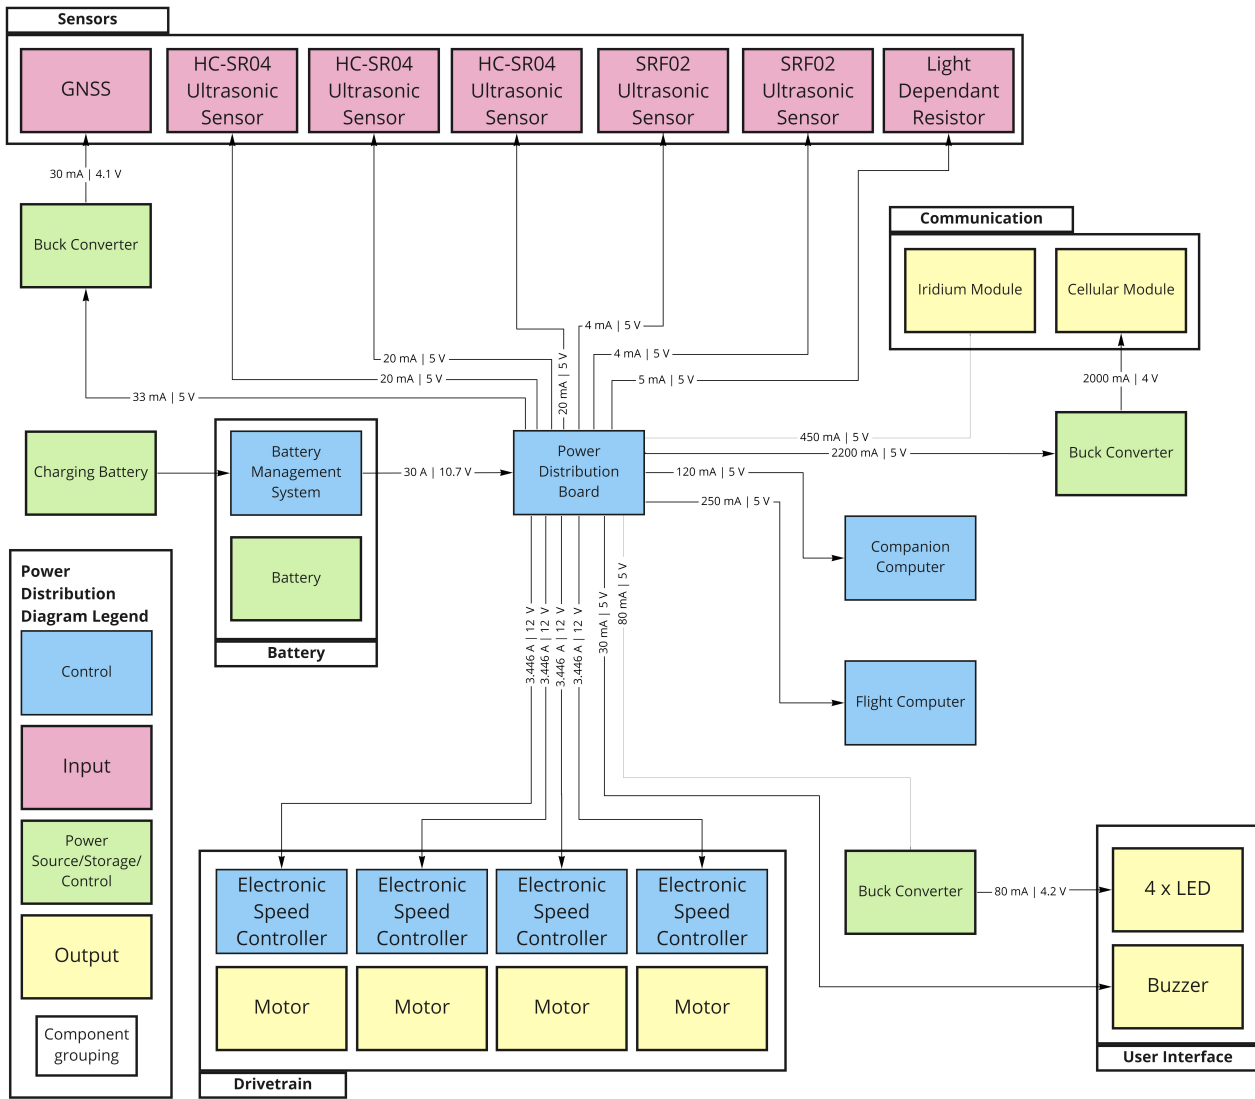 Sensors
GNSS
HC-SR04
Ultrasonic
Sensor
HC-SR04
Ultrasonic
Sensor
HC-SR04
Ultrasonic
Sensor
SRF02
Ultrasonic
Sensor
SRF02
Ultrasonic
Sensor
Light
Dependant
Resistor
30 mA | 4.1 V
Buck Converter
Communication
Iridium Module
Cellular Module
4 mA | 5 V
4 mA | 5 V
20 mA | 5 V
20 mA | 5 V
20 mA | 5 V
5 mA | 5 V
33 mA | 5 V
2000 mA | 4 V
Charging Battery
Battery
Management
System
30 A | 10.7 V
Power
Distribution
Board
450 mA | 5 V
2200 mA | 5 V
120 mA | 5 V
250 mA | 5 V
Buck Converter
Battery
Battery
Companion
Computer
Flight Computer
3.446 A | 12 V
3.446 A | 12 V
3.446 A | 12 V
3.446 A | 12 V
30 mA | 5 V
80 mA | 5 V
Power
Distribution
Diagram Legend
Control
Input
Power
Source/Storage/
Control
Output
Component
grouping
Electronic
Speed
Controller
Electronic
Speed
Controller
Electronic
Speed
Controller
Electronic
Speed
Controller
Motor
Motor
Motor
Motor
Drivetrain
Buck Converter
80 mA | 4.2 V
4 x LED
Buzzer
User Interface